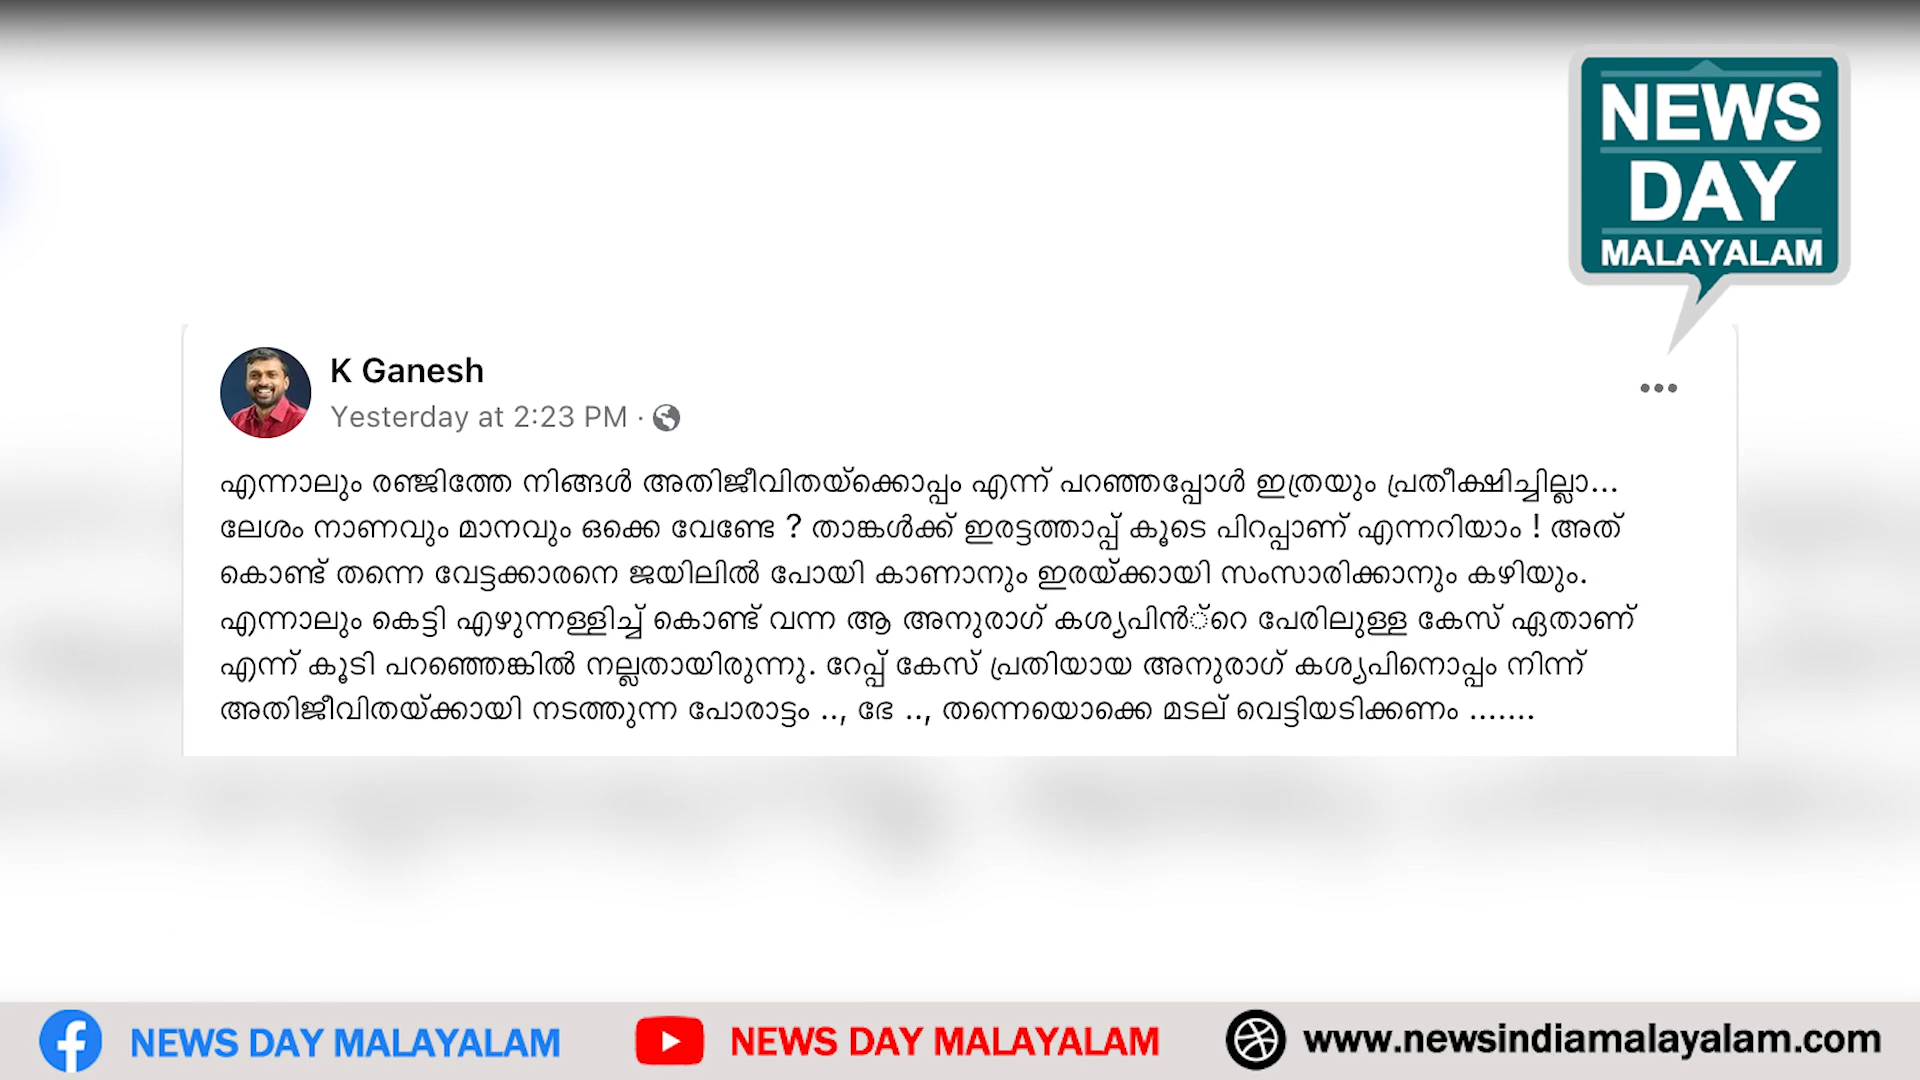 NEWS
DAY
MALAYALAM
K Ganesh
Yesterday at 2:23 PM ·
എന്നാലും രഞ്ജിത്തേ നിങ്ങൾ അതിജീവിതയ്ക്കൊപ്പം എന്ന് പറഞ്ഞപ്പോൾ ഇത്രയും പ്രതീക്ഷിച്ചില്ലാ...
ലേശം നാണവും മാനവും ഒക്കെ വേണ്ടേ ? താങ്കൾക്ക് ഇരട്ടത്താപ്പ് കൂടെ പിറപ്പാണ് എന്നറിയാം ! അത്
കൊണ്ട് തന്നെ വേട്ടക്കാരനെ ജയിലിൽ പോയി കാണാനും ഇരയ്ക്കായി സംസാരിക്കാനും കഴിയും.
എന്നാലും കെട്ടി എഴുന്നള്ളിച്ച് കൊണ്ട് വന്ന ആ അനുരാഗ് കശ്യപിൻ്റെ പേരിലുള്ള കേസ് ഏതാണ്
എന്ന് കൂടി പറഞ്ഞെങ്കിൽ നല്ലതായിരുന്നു. റേപ്പ് കേസ് പ്രതിയായ അനുരാഗ് കശ്യപിനൊപ്പം നിന്ന്
അതിജീവിതയ്ക്കായി നടത്തുന്ന പോരാട്ടം .., ഭേ .., തന്നെയൊക്കെ മടല് വെട്ടിയടിക്കണം .......
NEWS DAY MALAYALAM NEWS DAY MALAYALAM www.newsindiamalayalam.com